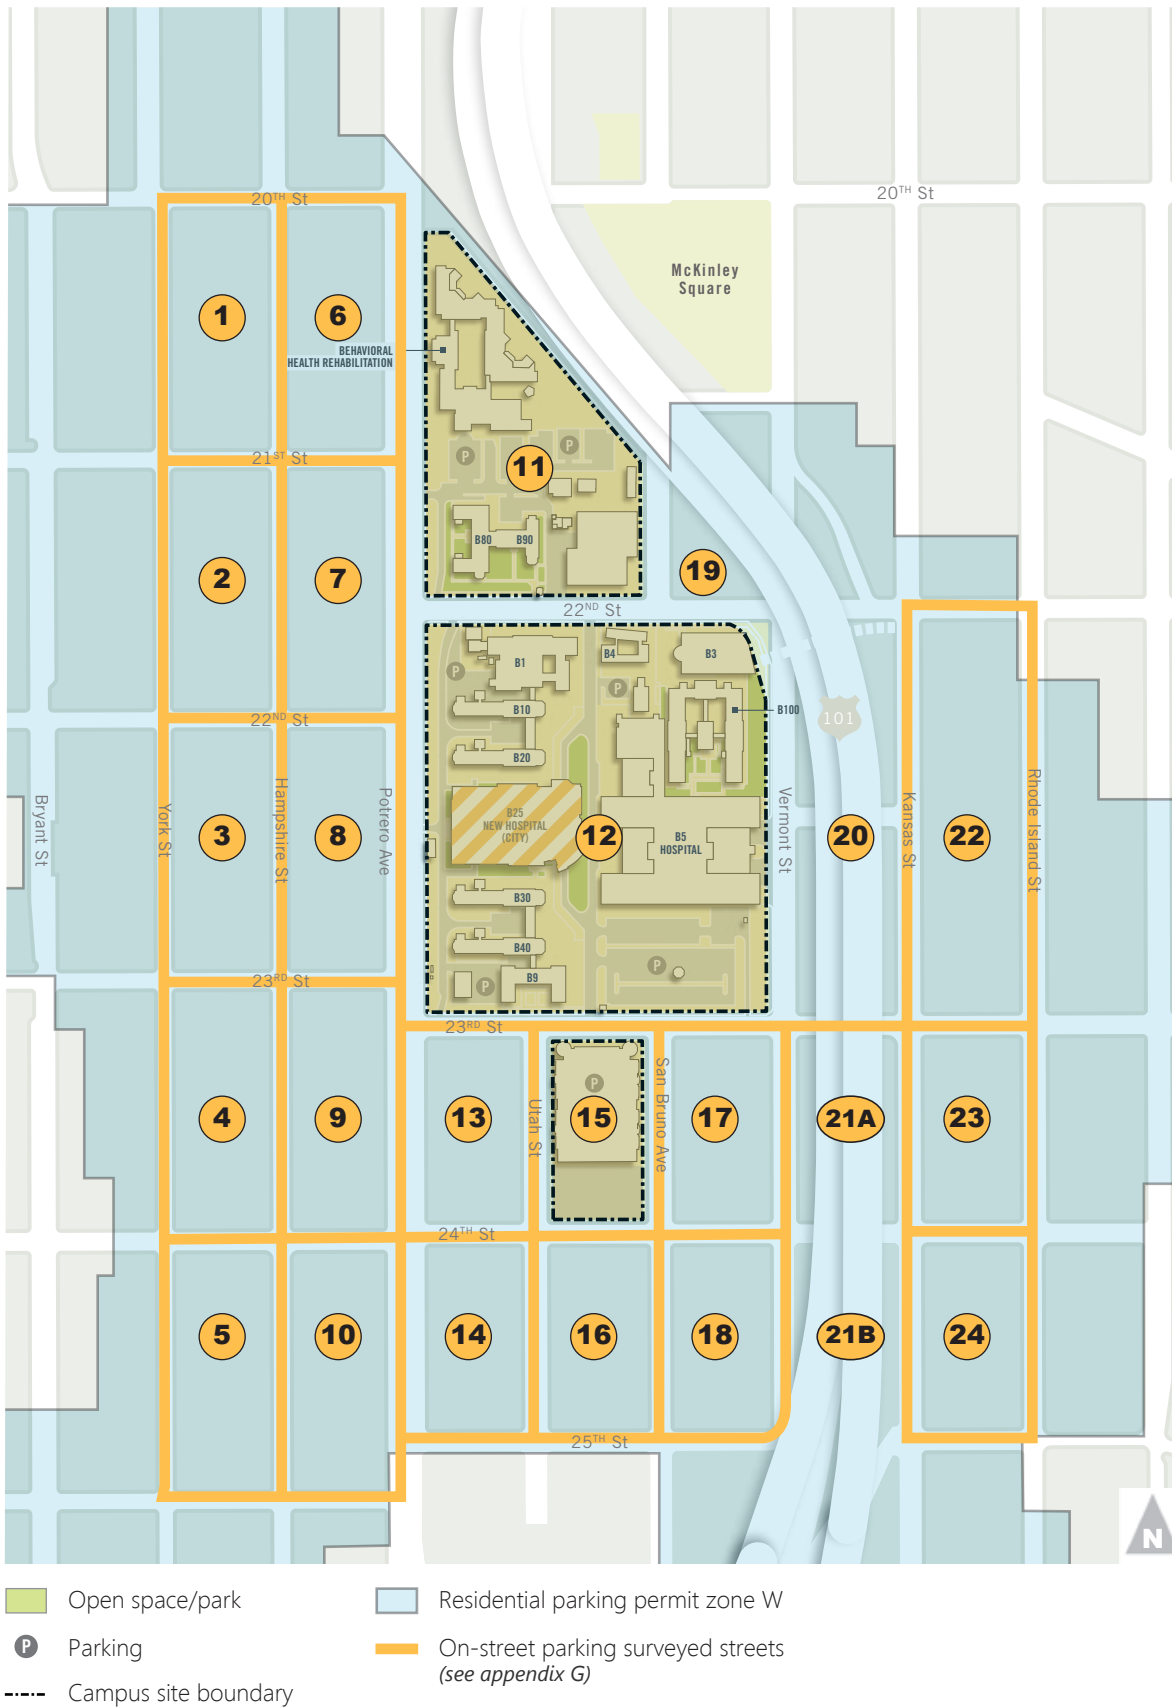 20TH St
20TH St
McKinley
Square
1
6
BEHAVIORAL
HEALTH REHABILITATION
P
P
11
21ST St
B80
B90
2
7
19
22ND St
B1
B4
B3
P
P
B10
B100
101
22ND St
B20
Bryant St
York St
Hampshire St
Potrero Ave
Vermont St
Kansas St
Rhode Island St
3
8
B25
NEW HOSPITAL
(CITY)
12
B5
HOSPITAL
20
22
B30
B40
P
B9
P
23RD St
23RD St
P
Utah St
San Bruno Ave
4
9
13
15
17
21A
23
24TH St
5
10
14
16
18
21B
24
25TH St
N
Open space/park
Residential parking permit zone W
P
Parking
On-street parking surveyed streets
(see appendix G)
Campus site boundary